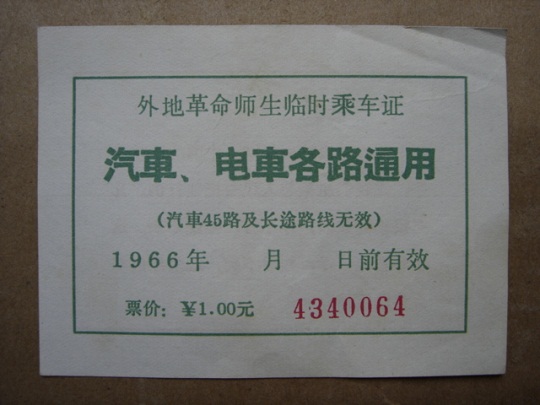 外地革命师生临时乘车证
汽車、电車各路通用
(汽車45路及长途路线无效)
1966年 月 日前有效
票价: ¥1.00元 4340064